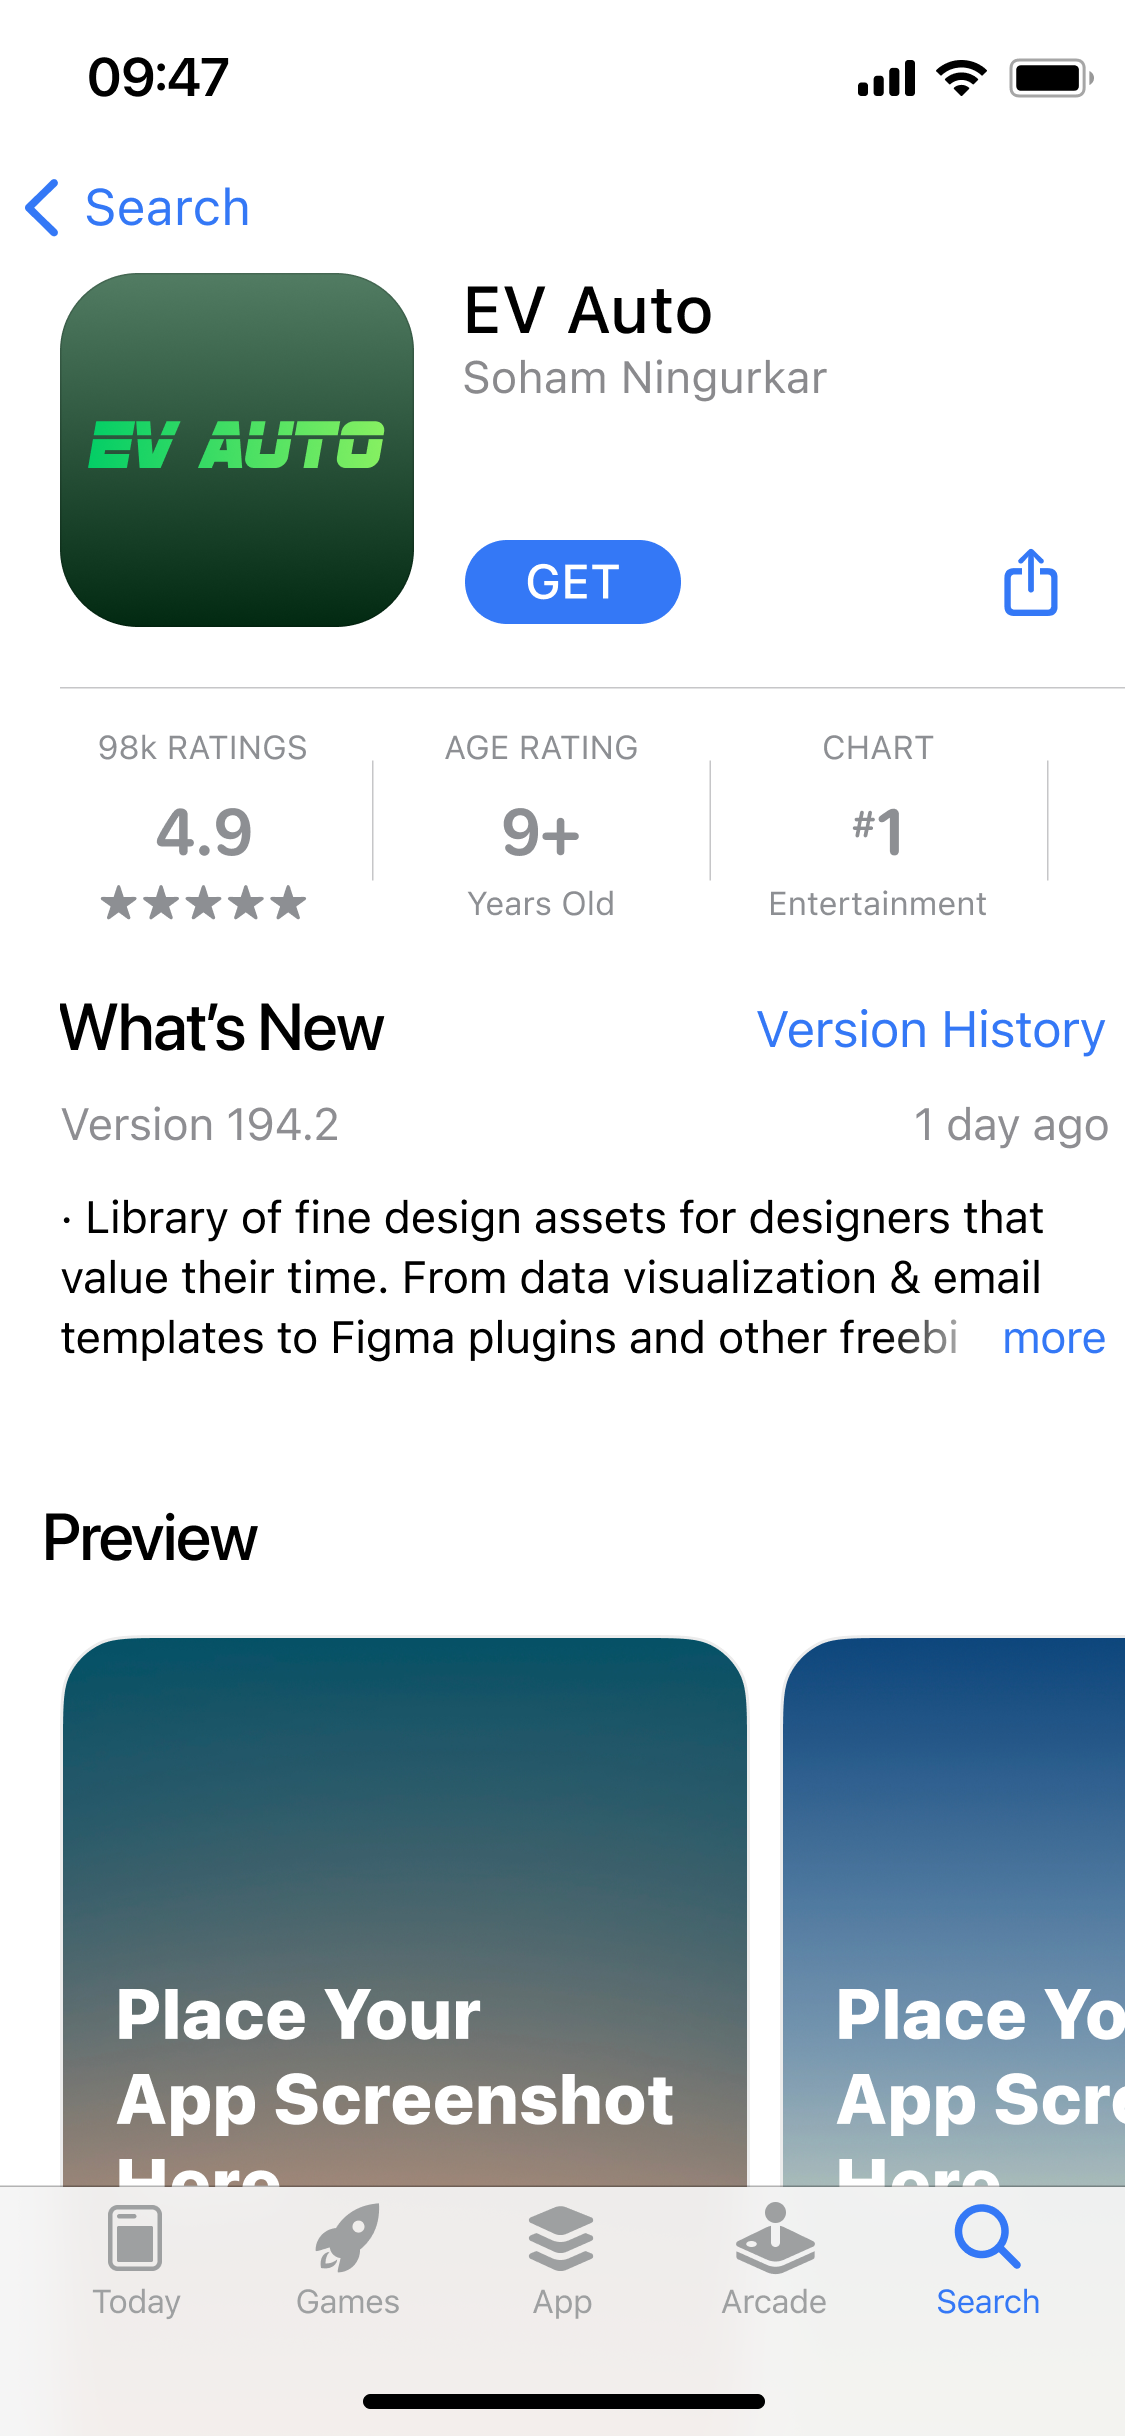 09:47
Search
EV AUTO
EV Auto
Soham Ningurkar
GET
98k RATINGS
4.9
AGE RATING
9+
Years Old
CHART
#1
Entertainment
What's New
Version History
Version 194.2
1 day ago
· Library of fine design assets for designers that
value their time. From data visualization & email
templates to Figma plugins and other freebi more
Preview
Place Your
App Screenshot
Here
Place Yo
App Scre
Here
Today
Games
App
Arcade
Search